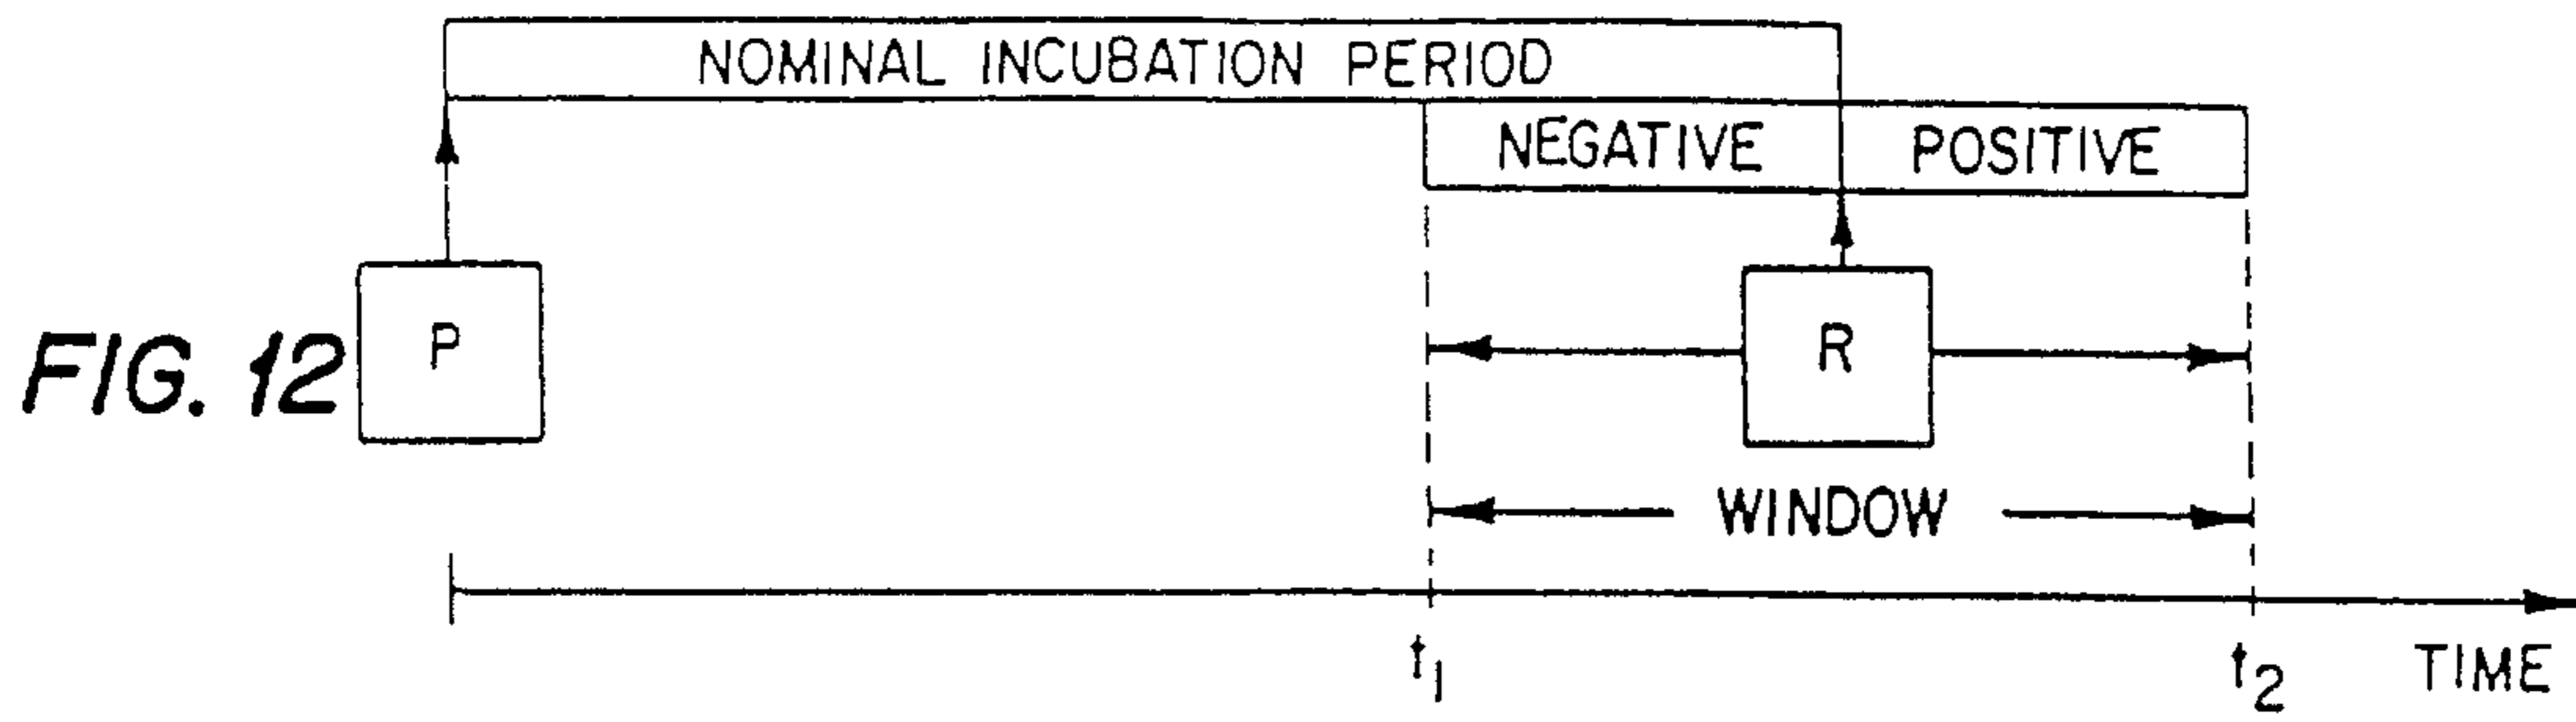 NOMINAL INCUBATION PERIOD
NEGATIVE POSITIVE
FIG. 12 P R
WINDOW
t1 t2 TIME